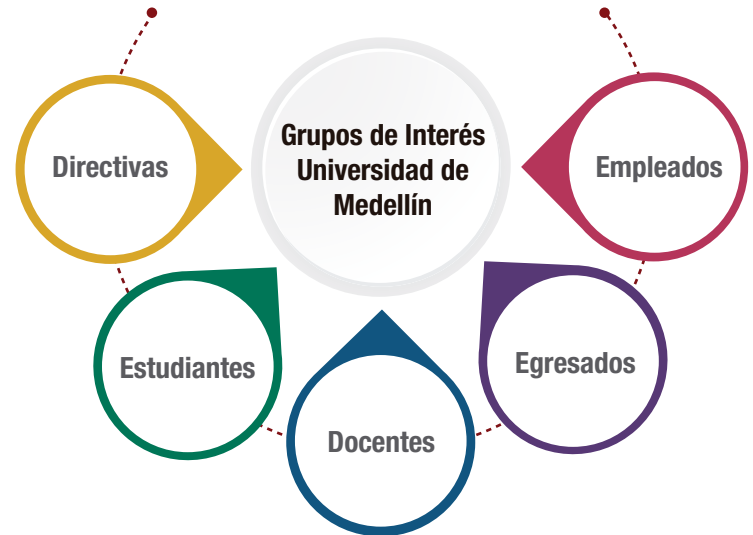 Grupos de Interés
Universidad de
Medellín
Directivas
Empleados
Estudiantes
Egresados
Docentes